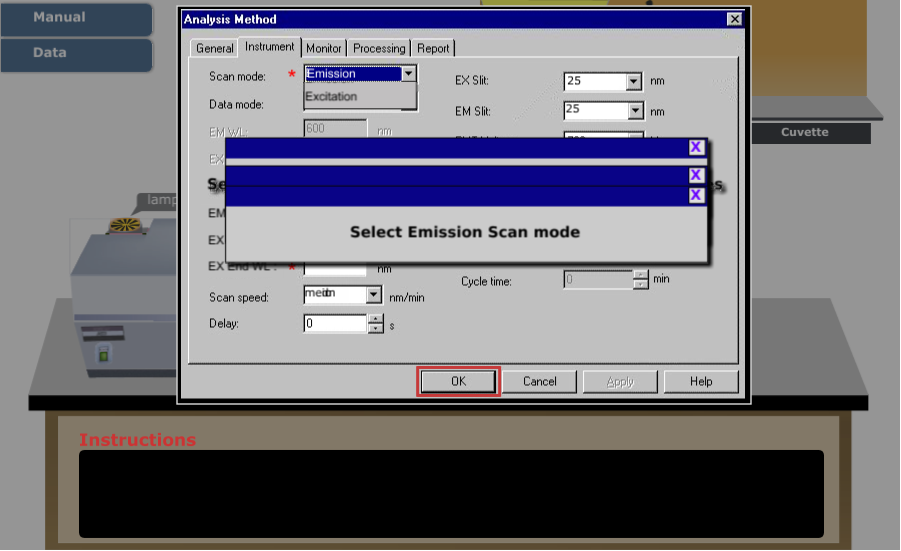 Manual
Data
Analysis Method
General Instrument Monitor Processing Report
Scan mode: * Emission
Excitation
Data mode:
EM WL: 600 nm
EX
EX Slit: 25 nm
EM Slit: 25 nm
X
X
X
Select Emission Scan mode
Se
es
EM
EX
EX End WL : * nm
Scan speed: nm/min
Delay: 0 s
Cycle time: 0 min
OK Cancel Apply Help
Cuvette
lamp
Instructions